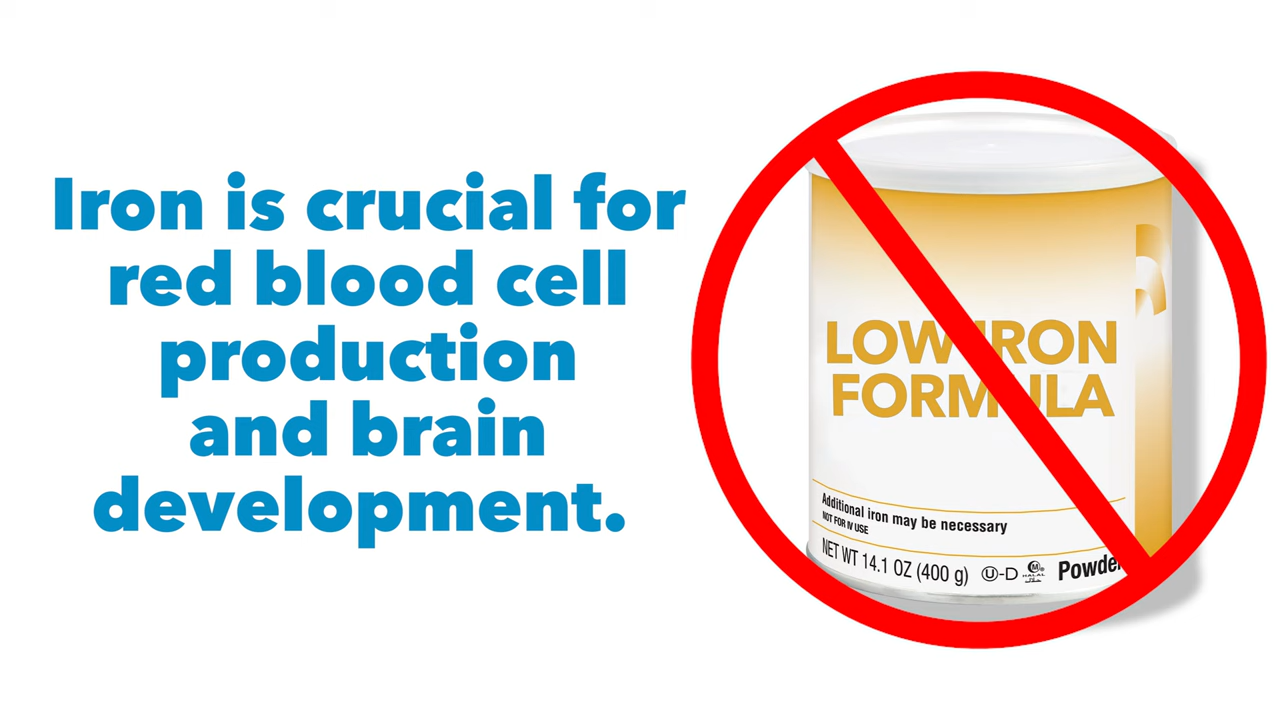 Iron is crucial for
red blood cell
production
and brain
development.
LOW IRON
FORMULA
Additional iron may be necessary
NOT FOR IV USE
NET WT 14.1 OZ (400 g)
U-D
M
HALAL
Powder